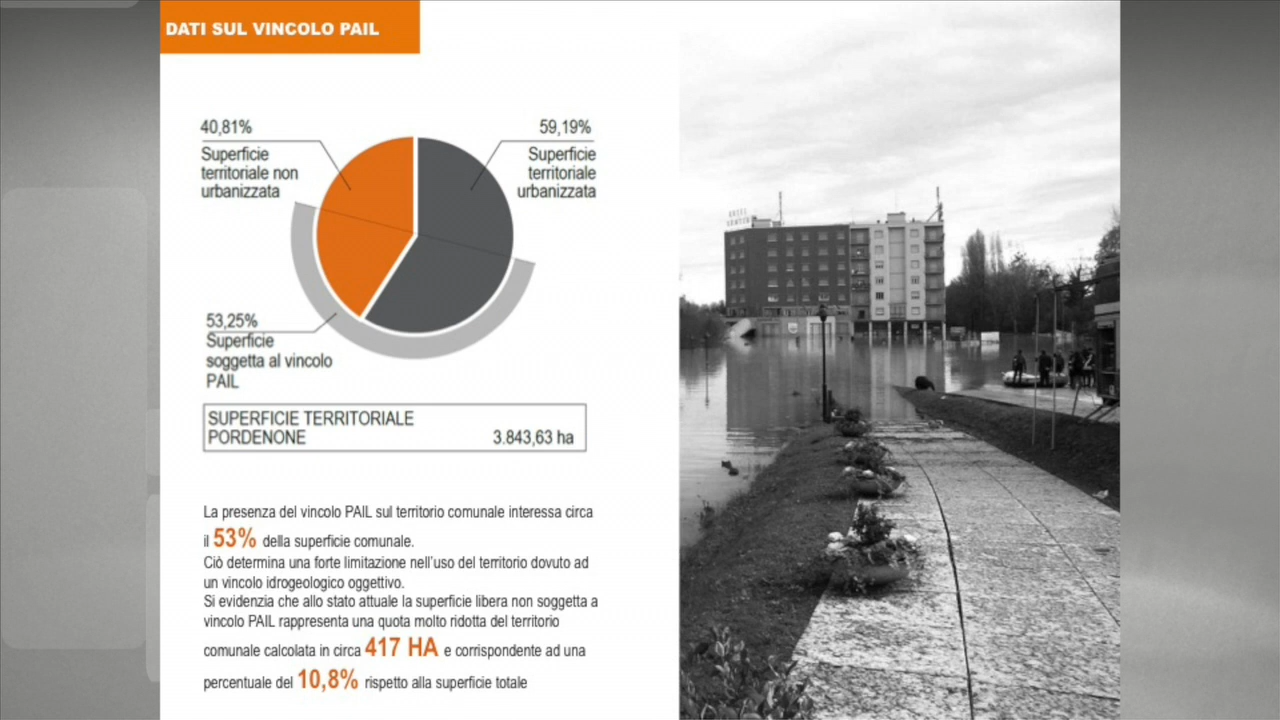 DATI SUL VINCOLO PAIL
40,81%
Superficie
territoriale non
urbanizzata
59,19%
Superficie
territoriale
urbanizzata
53,25%
Superficie
soggetta al vincolo
PAIL
SUPERFICIE TERRITORIALE
PORDENONE 3.843,63 ha
La presenza del vincolo PAIL sul territorio comunale interessa circa
il 53% della superficie comunale.
Ciò determina una forte limitazione nell'uso del territorio dovuto ad
un vincolo idrogeologico oggettivo.
Si evidenzia che allo stato attuale la superficie libera non soggetta a
vincolo PAIL rappresenta una quota molto ridotta del territorio
comunale calcolata in circa 417 HA e corrispondente ad una
percentuale del 10,8% rispetto alla superficie totale